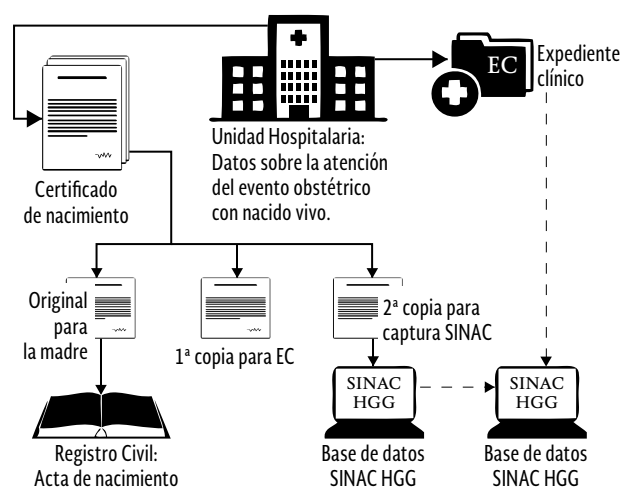 EC
Expediente
clínico
Unidad Hospitalaria:
Datos sobre la atención
del evento obstétrico
con nacido vivo.
Certificado
de nacimiento
Original
para
la madre
1ª copia para EC
2ª copia para
captura SINAC
SINAC
HGG
SINAC
HGG
Registro Civil:
Acta de nacimiento
Base de datos
SINAC HGG
Base de datos
SINAC HGG